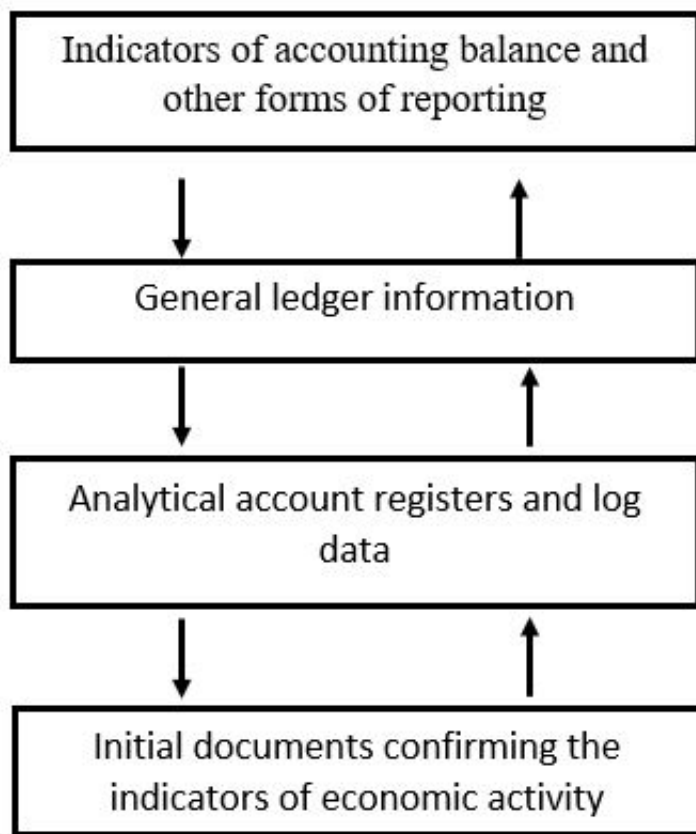 Indicators of accounting balance and
other forms of reporting
General ledger information
Analytical account registers and log
data
Initial documents confirming the
indicators of economic activity